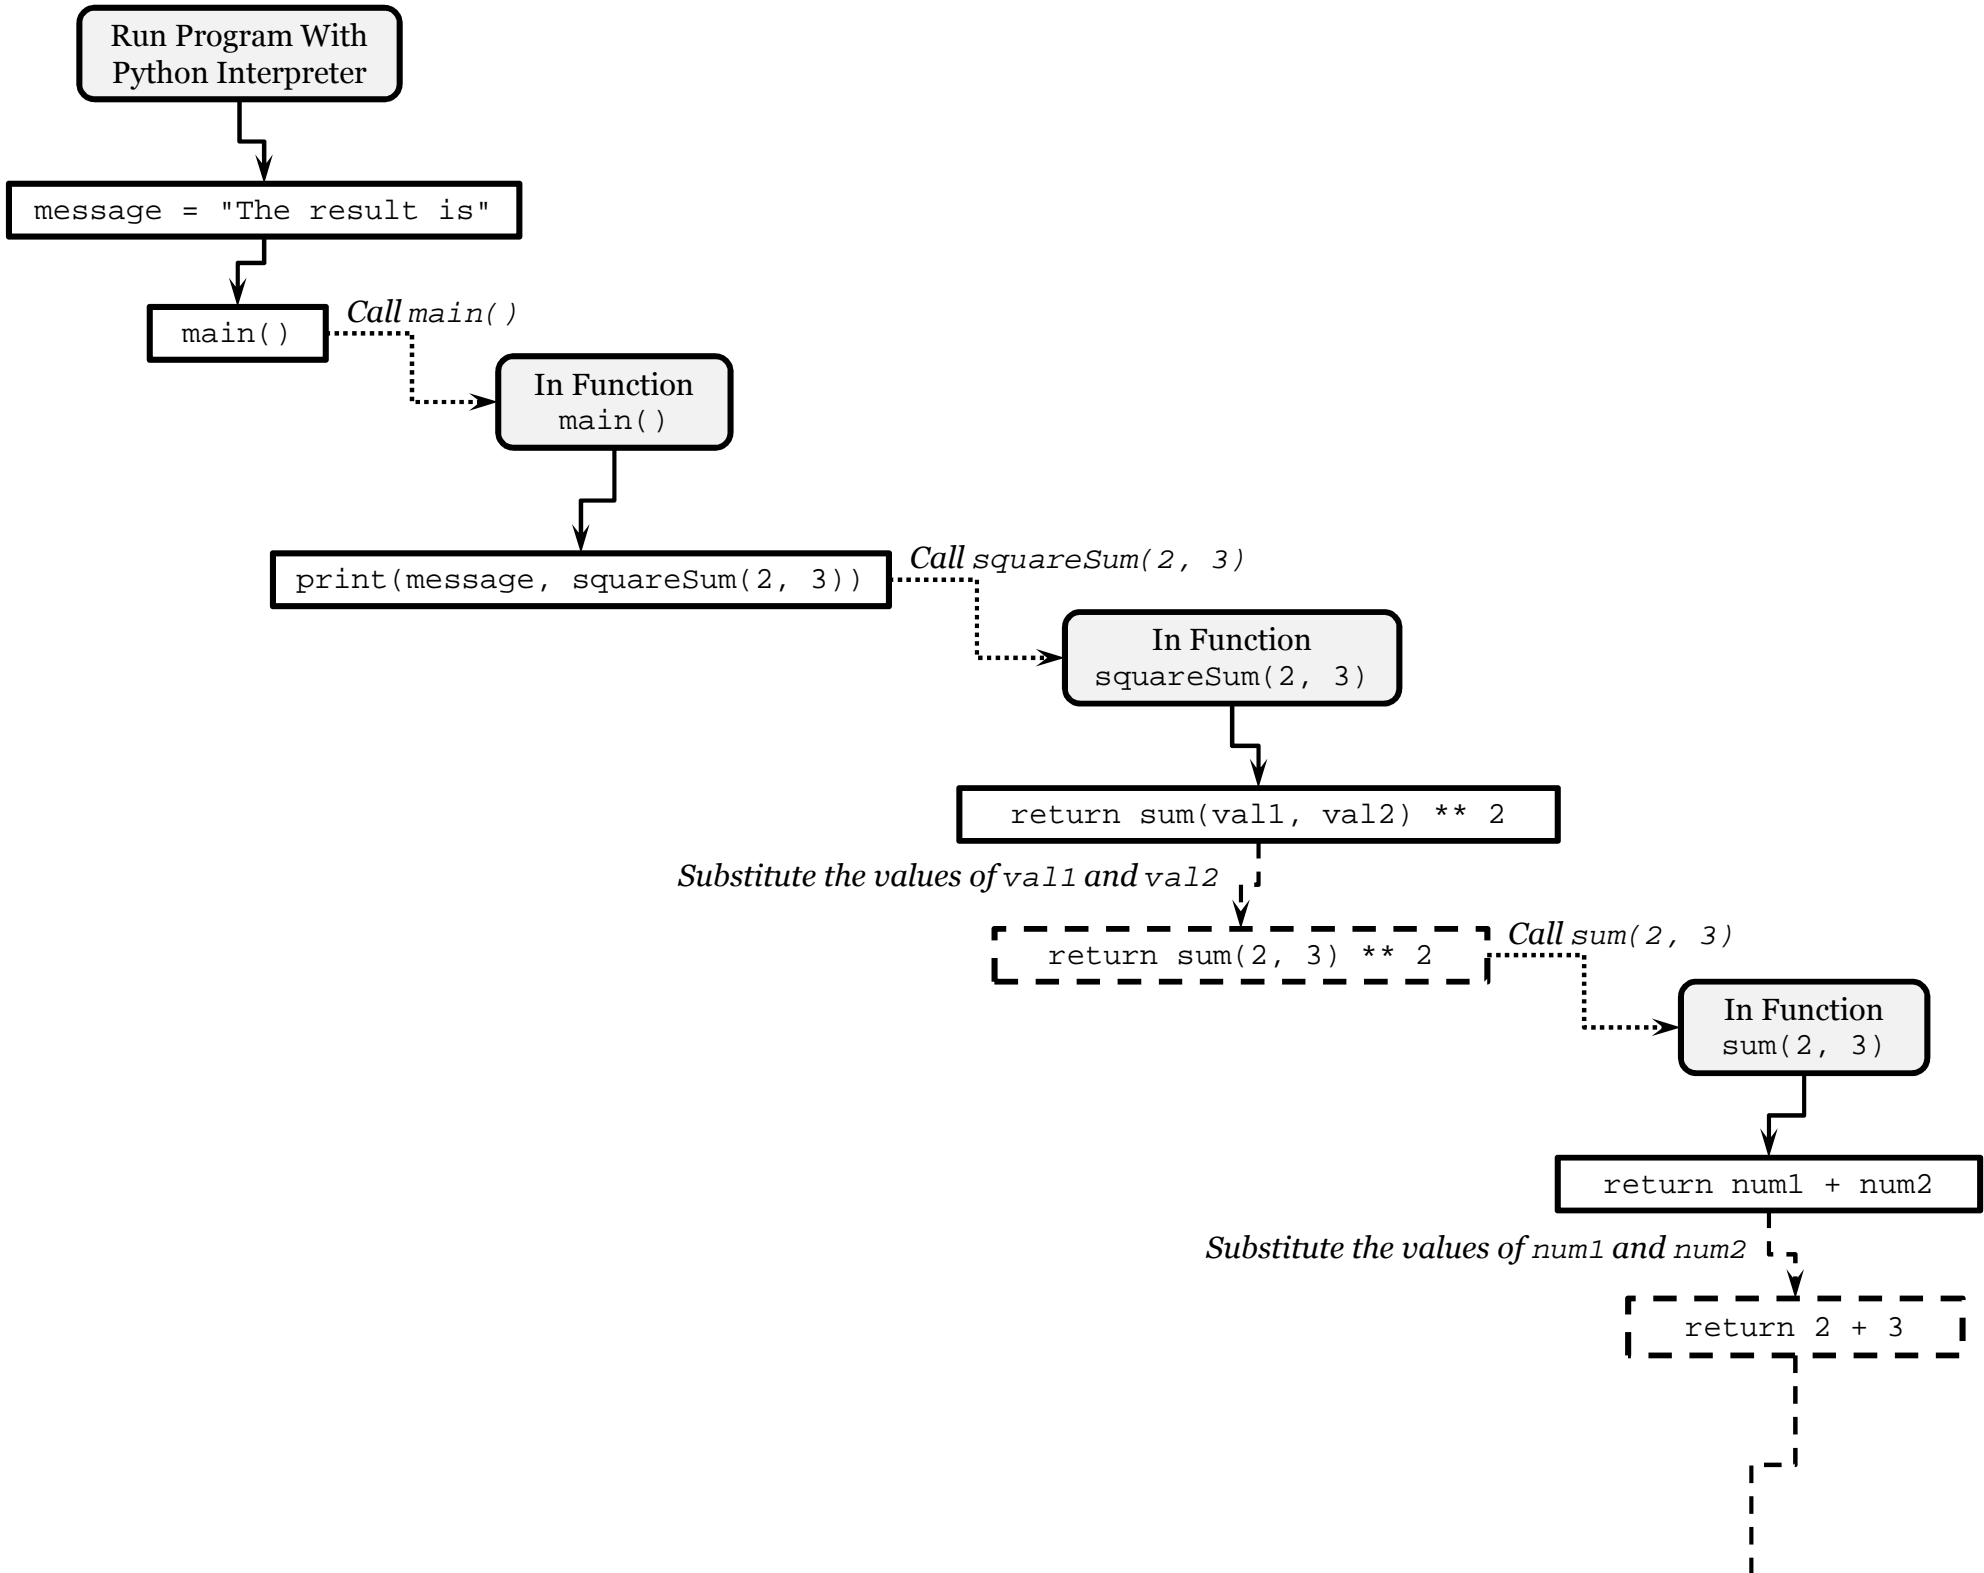 Run Program With
Python Interpreter
message = "The result is"
Call main()
main()
In Function
main()
Call squareSum(2, 3)
print(message, squareSum(2, 3))
In Function
squareSum(2, 3)
return sum(val1, val2) ** 2
Substitute the values of val1 and val2
Call sum(2, 3)
return sum(2, 3) ** 2
In Function
sum(2, 3)
return num1 + num2
Substitute the values of num1 and num2
return 2 + 3